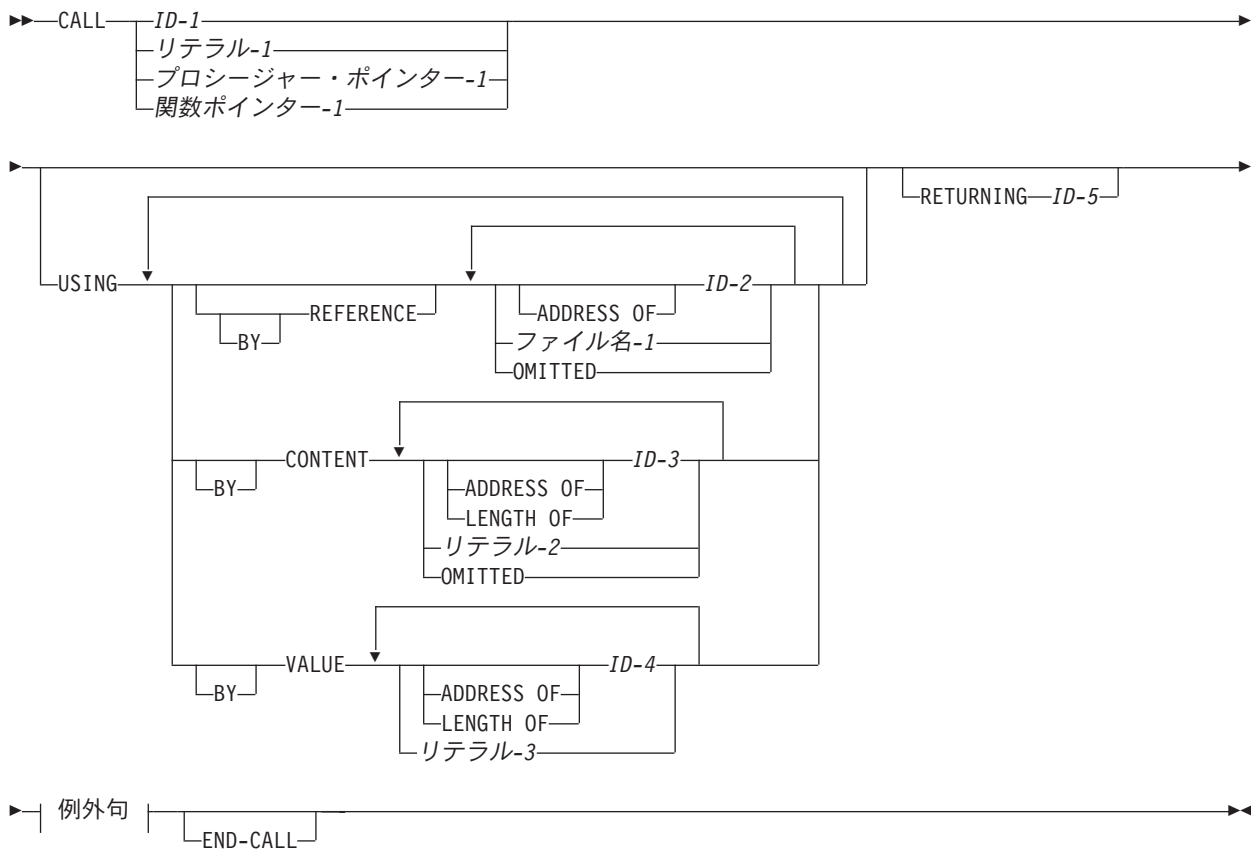 CALL ID-1
リテラル-1
プロシージャー・ポインター-1
関数ポインター-1
RETURNING ID-5
USING ID-2
REFERENCE ADDRESS OF
BY ファイル名-1
OMITTED
CONTENT ID-3
BY ADDRESS OF
LENGTH OF
リテラル-2
OMITTED
VALUE ID-4
BY ADDRESS OF
LENGTH OF
リテラル-3
例外句
END-CALL